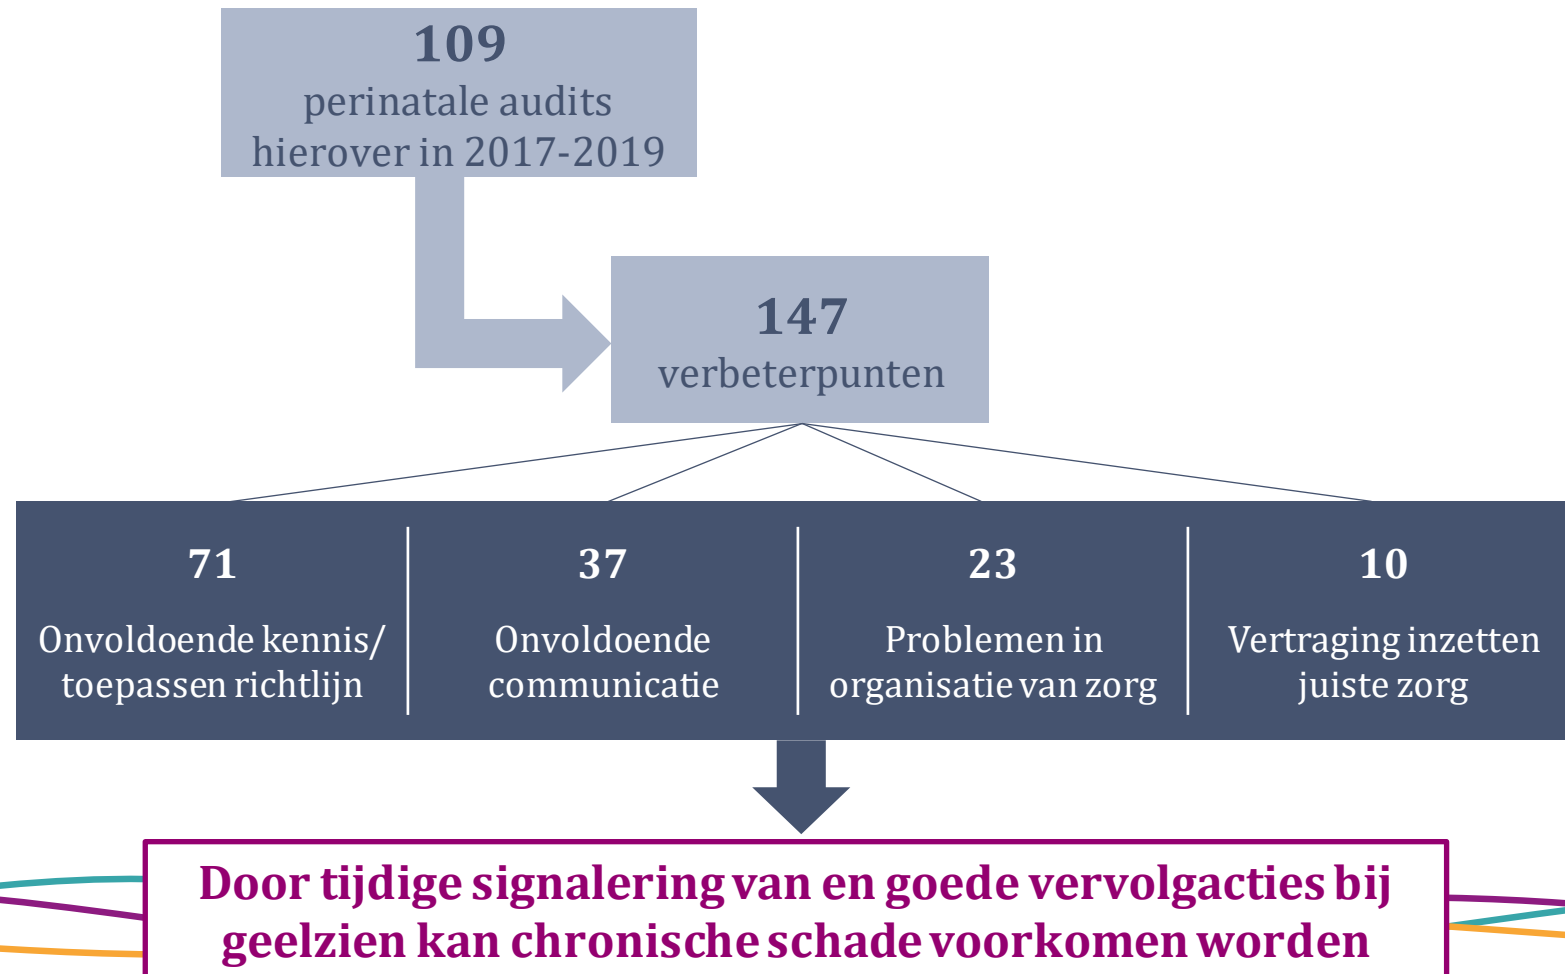 109
perinatale audits
hierover in 2017-2019
147
verbeterpunten
71
Onvoldoende kennis/
toepassen richtlijn
37
Onvoldoende
communicatie
23
Problemen in
organisatie van zorg
10
Vertraging inzetten
juiste zorg
Door tijdige signalering van en goede vervolgacties bij
geelzien kan chronische schade voorkomen worden